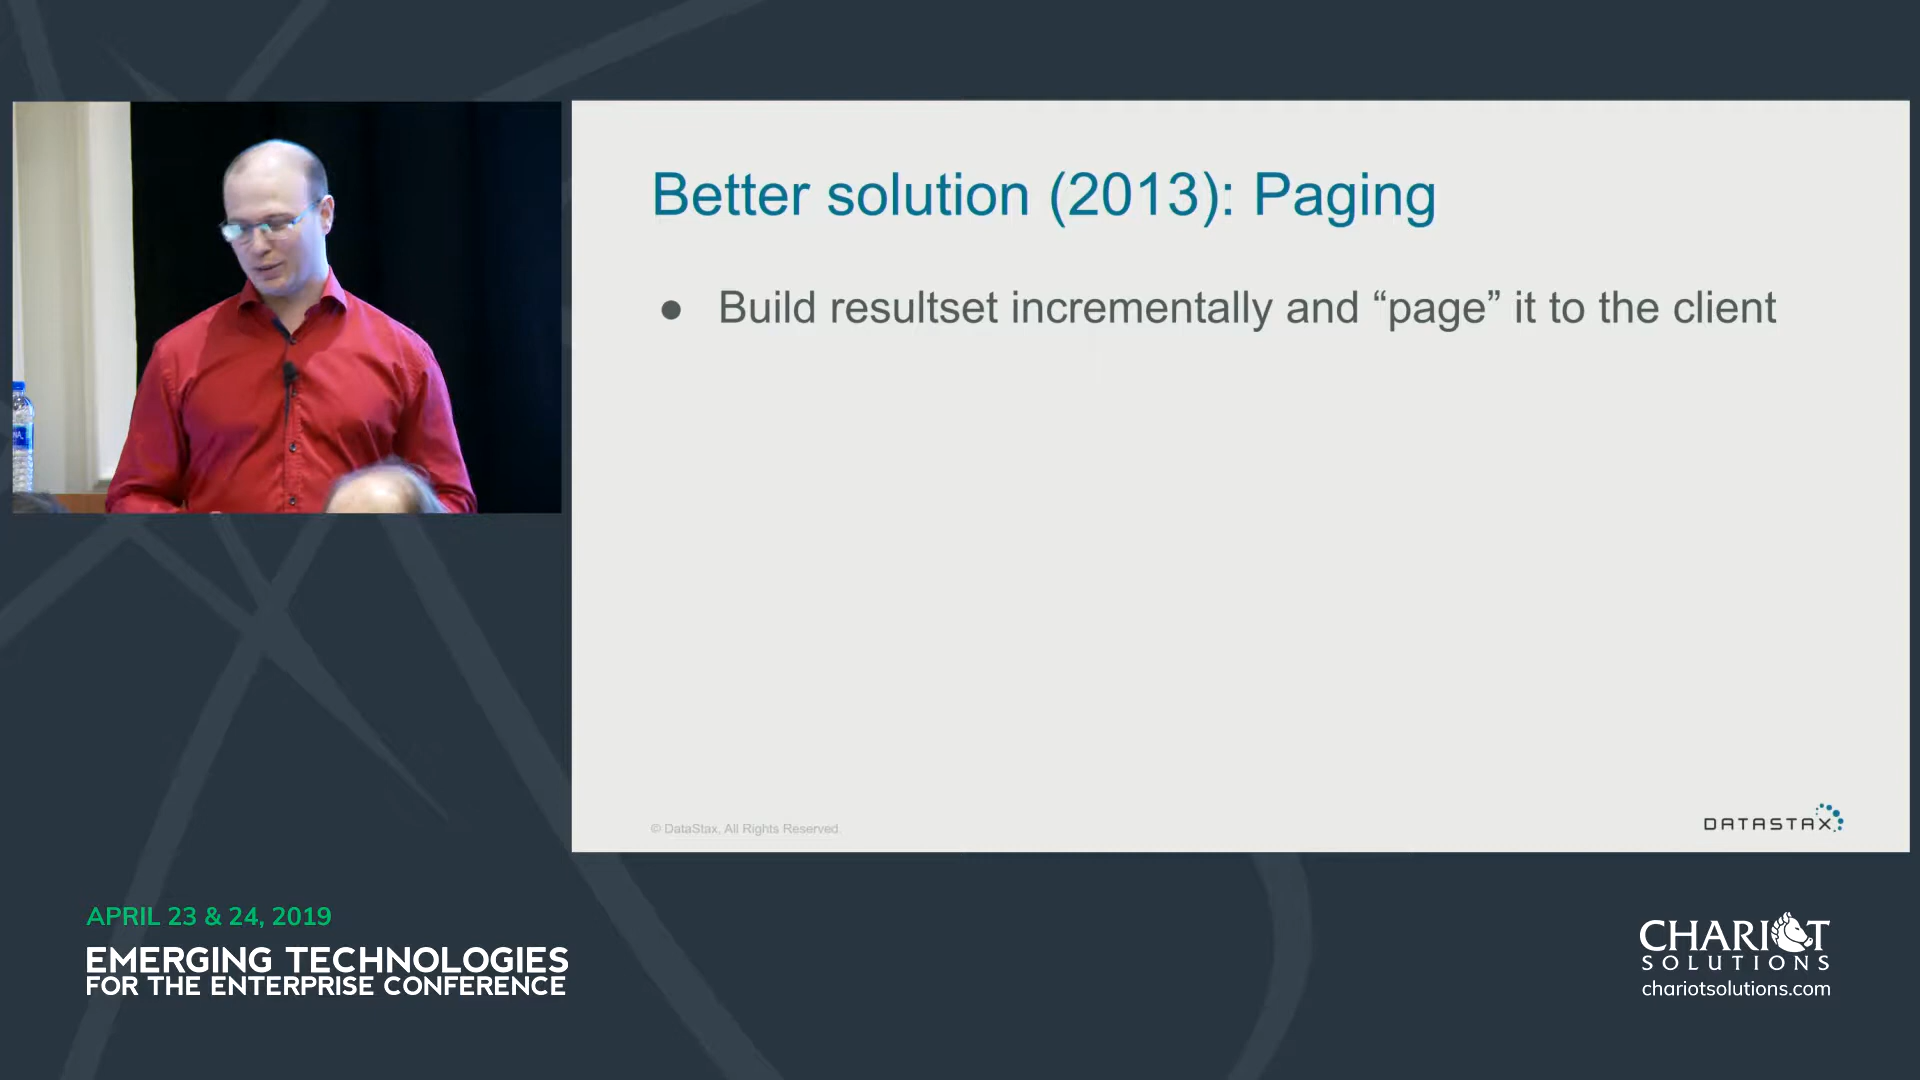 Better solution (2013): Paging
● Build resultset incrementally and “page” it to the client
© DataStax, All Rights Reserved.
DATASTAX
APRIL 23 & 24, 2019
EMERGING TECHNOLOGIES
FOR THE ENTERPRISE CONFERENCE
CHARIOT
SOLUTIONS
chariotsolutions.com